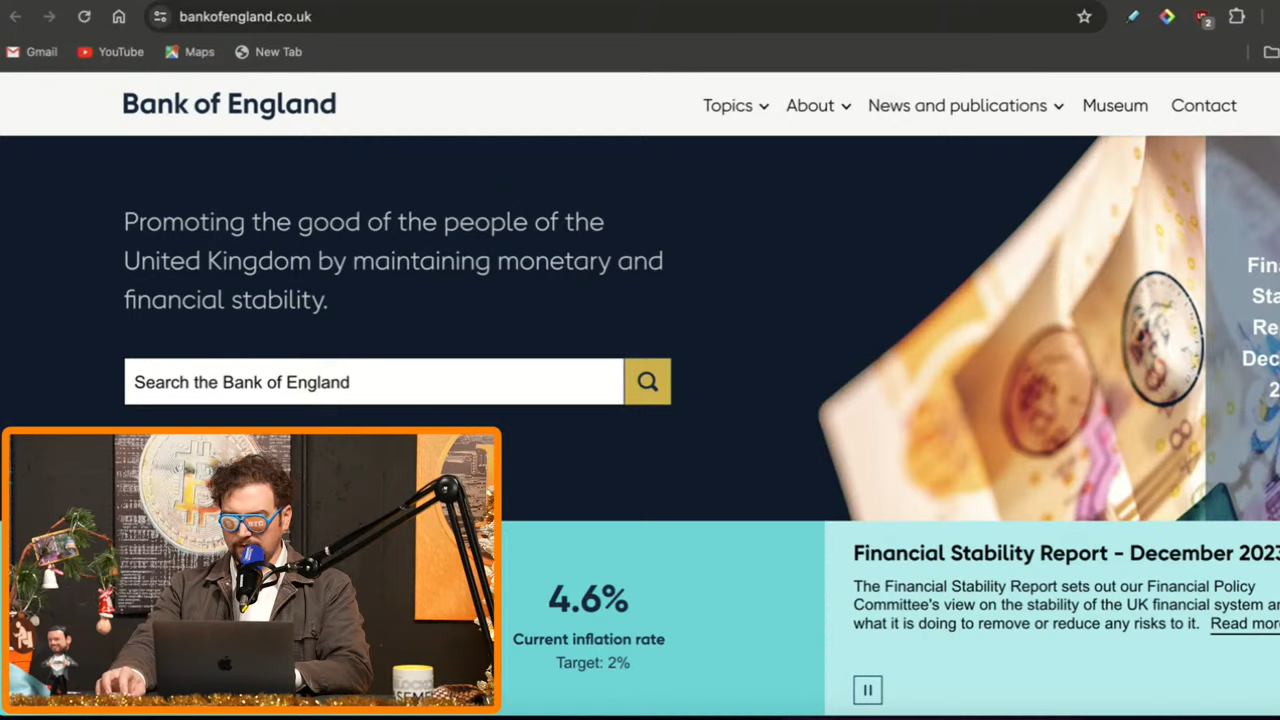 bankofengland.co.uk
2
Gmail
YouTube
Maps
New Tab
Bank of England
Topics
About
News and publications
Museum
Contact
Promoting the good of the people of the
United Kingdom by maintaining monetary and
financial stability.
Search the Bank of England
4.6%
Current inflation rate
Target: 2%
Financial Stability Report - December 2023
The Financial Stability Report sets out our Financial Policy
Committee's view on the stability of the UK financial system
what it is doing to remove or reduce any risks to it. Read more
BTC